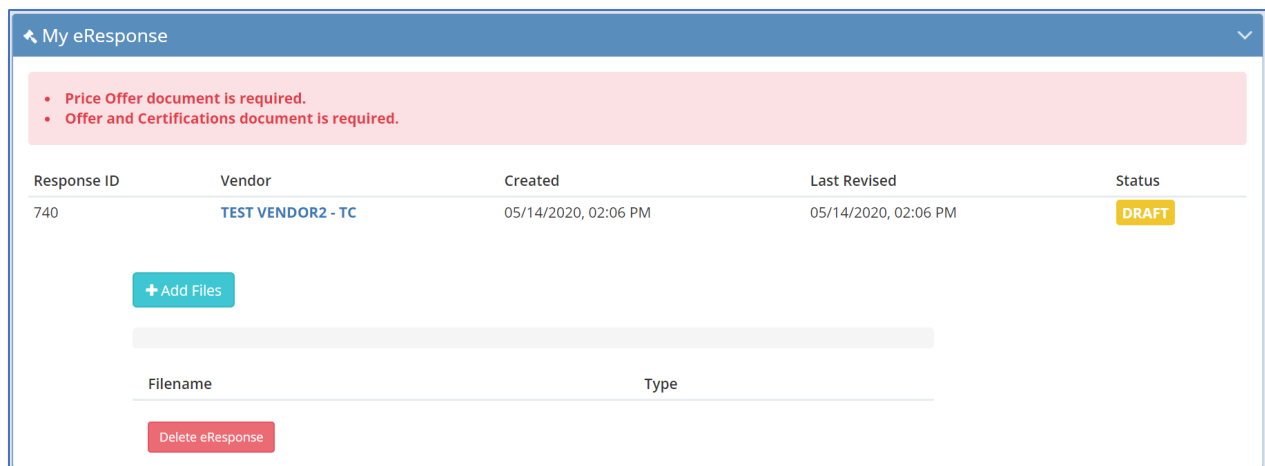 My eResponse
Price Offer document is required.
Offer and Certifications document is required.
Response ID Vendor Created Last Revised Status
740 TEST VENDOR2 - TC 05/14/2020, 02:06 PM 05/14/2020, 02:06 PM DRAFT
Add Files
Filename Type
Delete eResponse